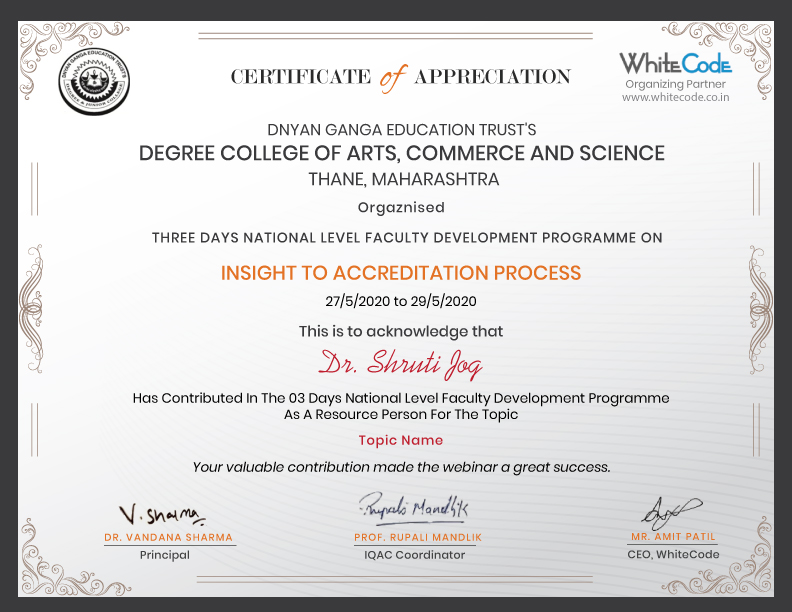 DNYAN GANGA EDUCATION TRUST'S
DEGREE & JUNIOR COLLEGE
CERTIFICATE of APPRECIATION
WhiteCode
Organizing Partner
www.whitecode.co.in
DNYAN GANGA EDUCATION TRUST'S
DEGREE COLLEGE OF ARTS, COMMERCE AND SCIENCE
THANE, MAHARASHTRA
Orgaznised
THREE DAYS NATIONAL LEVEL FACULTY DEVELOPMENT PROGRAMME ON
INSIGHT TO ACCREDITATION PROCESS
27/5/2020 to 29/5/2020
This is to acknowledge that
Dr. Shruti Jog
Has Contributed In The 03 Days National Level Faculty Development Programme
As A Resource Person For The Topic
Topic Name
Your valuable contribution made the webinar a great success.
V. Sharma
Rupali Mandlik
DR. VANDANA SHARMA
PROF. RUPALI MANDLIK
MR. AMIT PATIL
Principal
IQAC Coordinator
CEO, WhiteCode